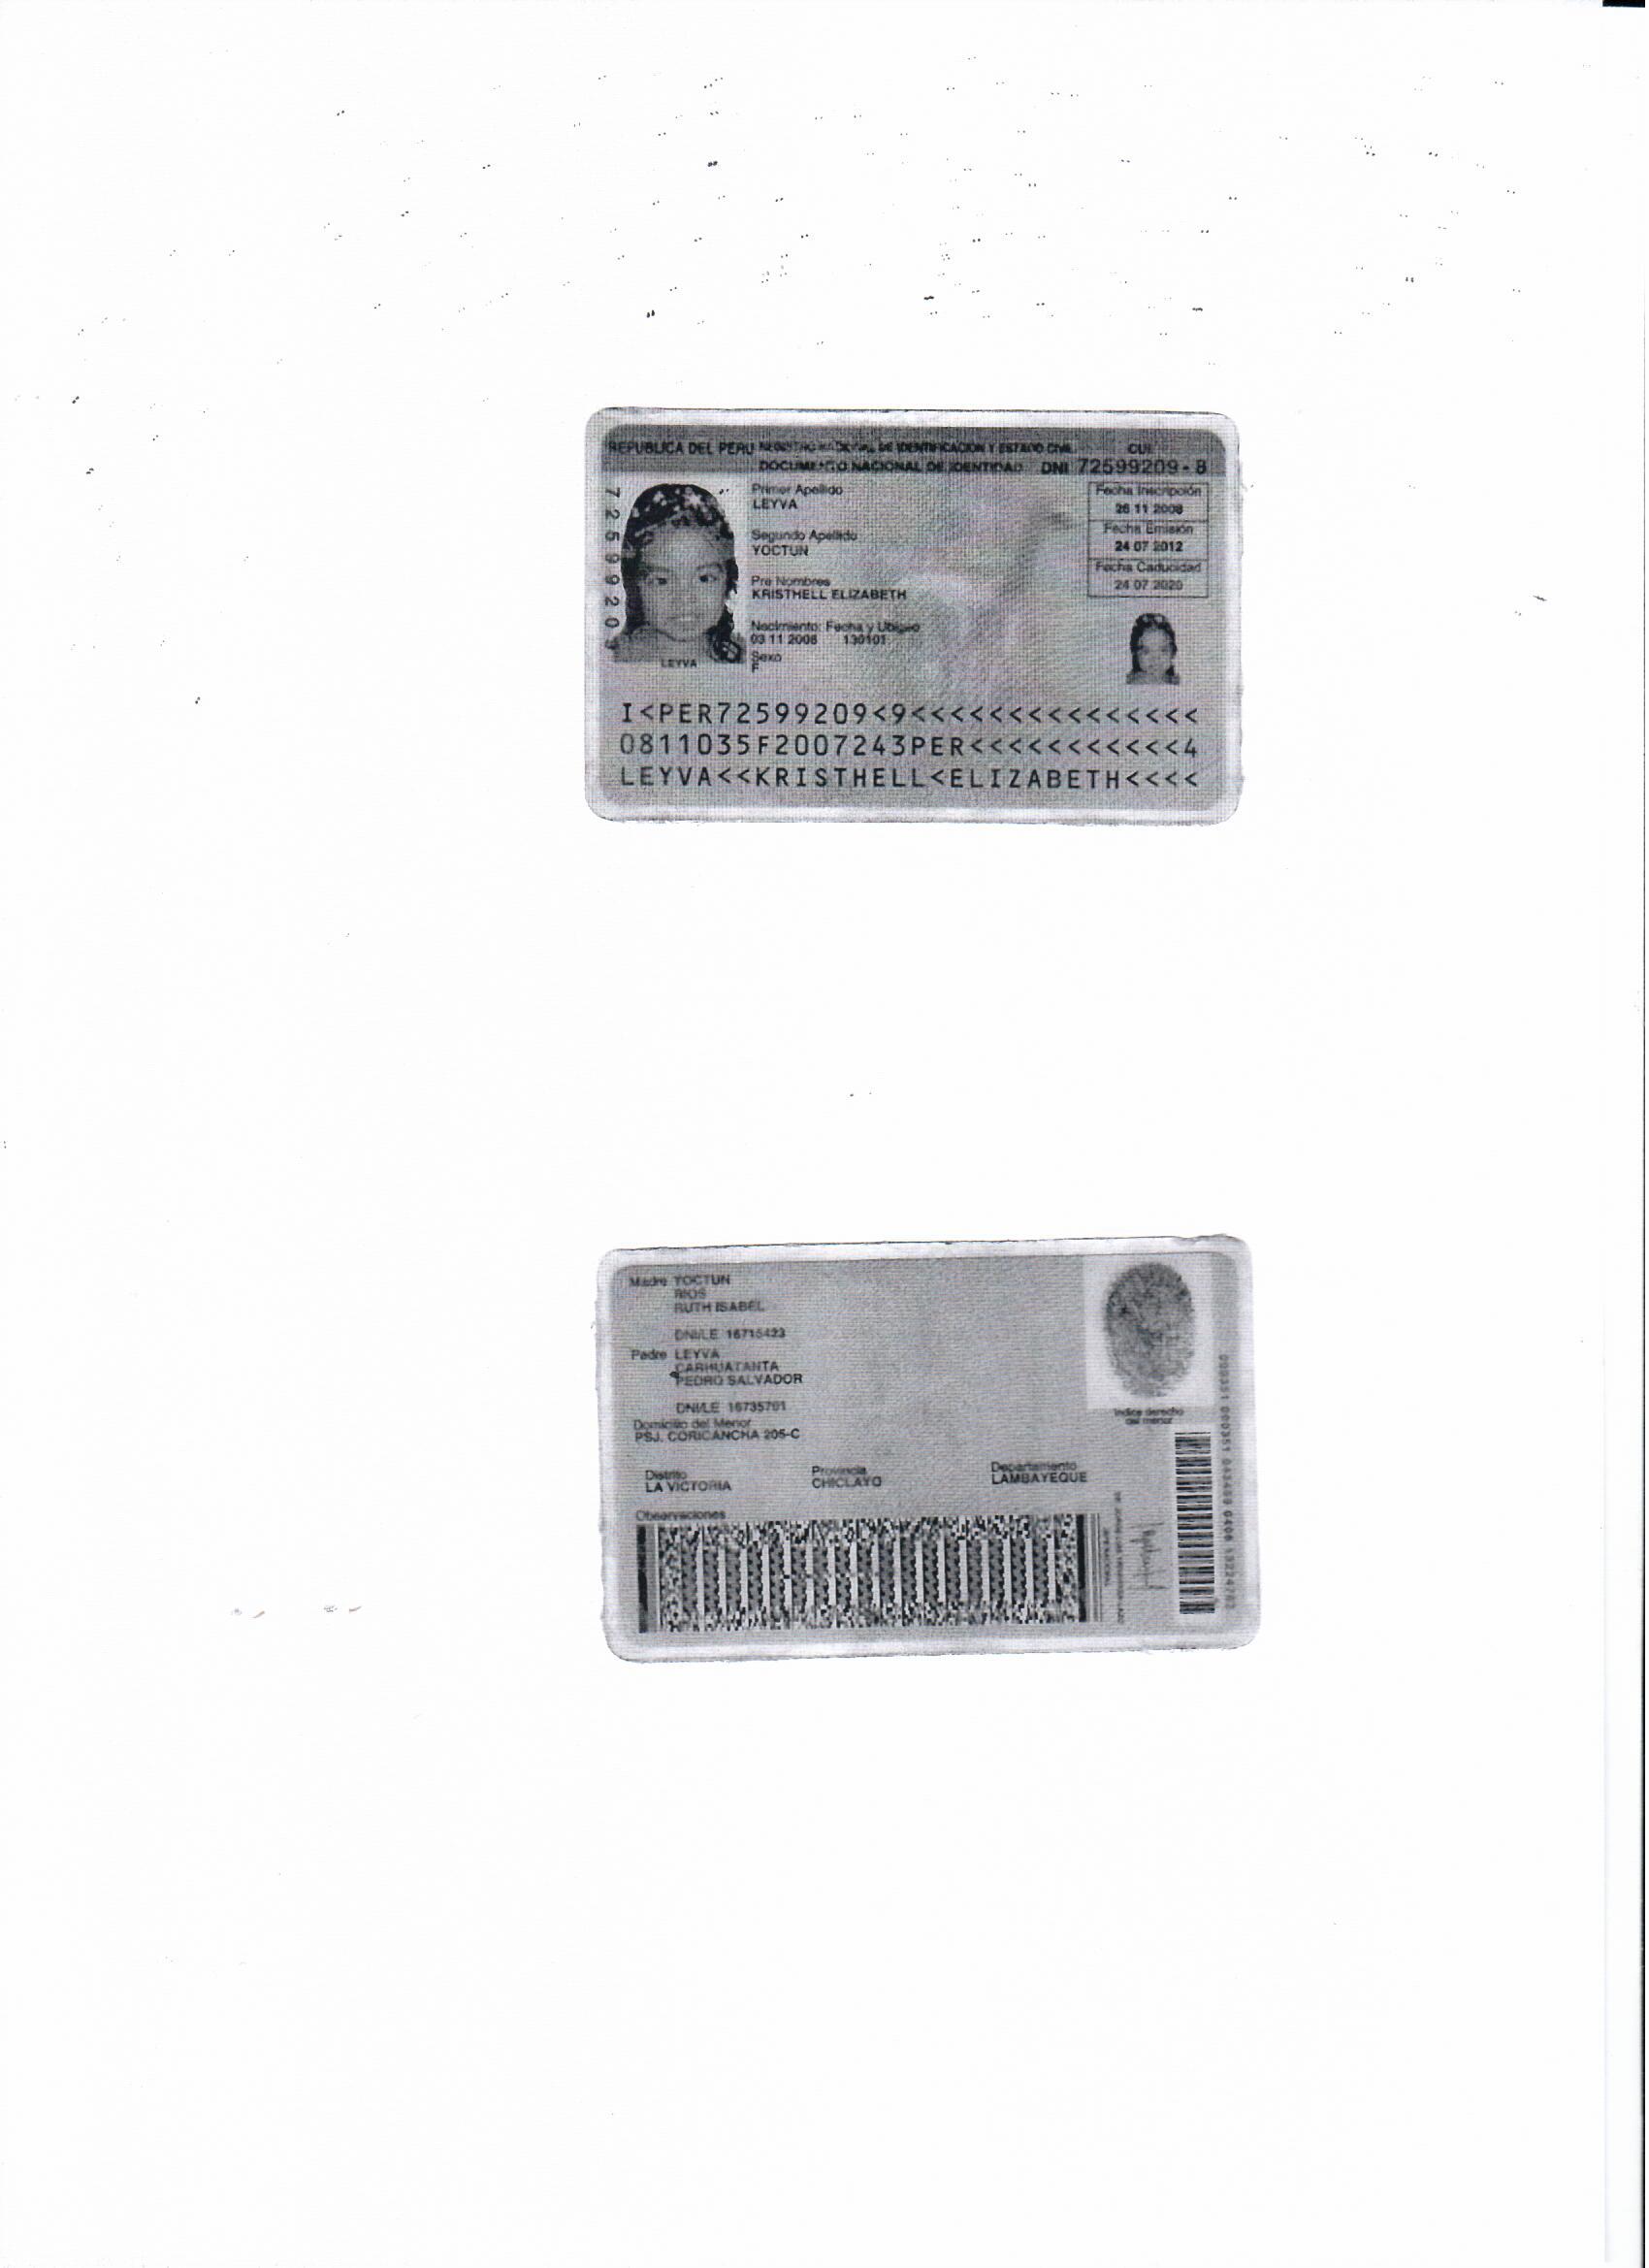 REPUBLICA DEL PERU REGISTRO NACIONAL DE IDENTIFICACION Y ESTADO CIVIL CUI
DOCUMENTO NACIONAL DE IDENTIDAD DNI 72599209 - 8
72599209
Primer Apellido
LEYVA
Segundo Apellido
YOCTUN
Pre Nombres
KRISTHELL ELIZABETH
Nacimiento: Fecha y Ubigeo
03 11 2008 130101
Sexo
F
LEYVA
Fecha Inscripción
26 11 2008
Fecha Emisión
24 07 2012
Fecha Caducidad
24 07 2020
I<PER72599209<9<<<<<<<<<<<<<<<
0811035F2007243PER<<<<<<<<<<<4
LEYVA<<KRISTHELL<ELIZABETH<<<<
Madre YOCTUN
RIOS
RUTH ISABEL
DNI/LE 16715423
Padre LEYVA
CARHUATANTA
PEDRO SALVADOR
DNI/LE 16735701
Domicilio del Menor
PSJ. CORICANCHA 205-C
Distrito Provincia Departamento
LA VICTORIA CHICLAYO LAMBAYEQUE
Observaciones
Indice derecho
del menor